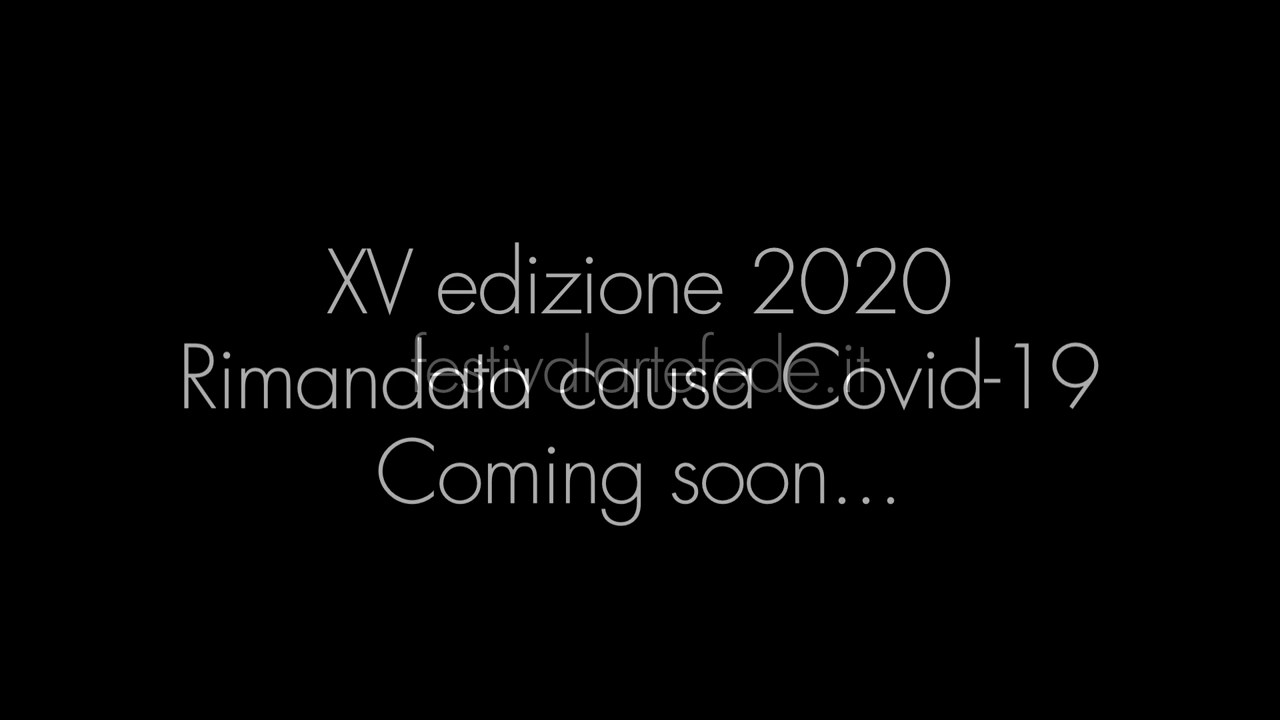 XV edizione 2020
festivalartefede.it
Rimandata causa Covid-19
Coming soon...